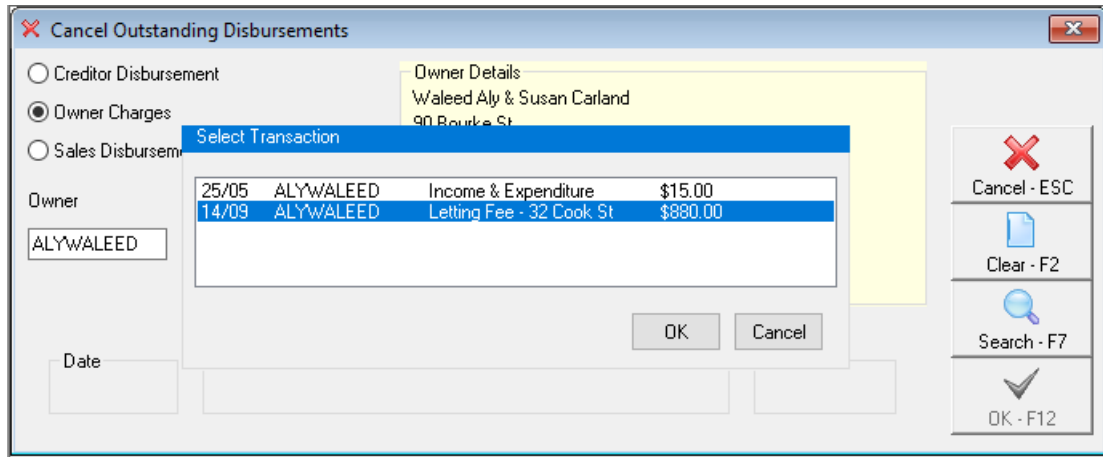 Cancel Outstanding Disbursements
Creditor Disbursement
Owner Charges
Sales Disbursem
Owner
ALYWALEED
Owner Details
Waleed Aly & Susan Carland
90 Bourke St
Select Transaction
25/05 ALYWALEED Income & Expenditure $15.00
14/09 ALYWALEED Letting Fee - 32 Cook St $880.00
OK Cancel
Date
Cancel - ESC
Clear - F2
Search - F7
OK - F12